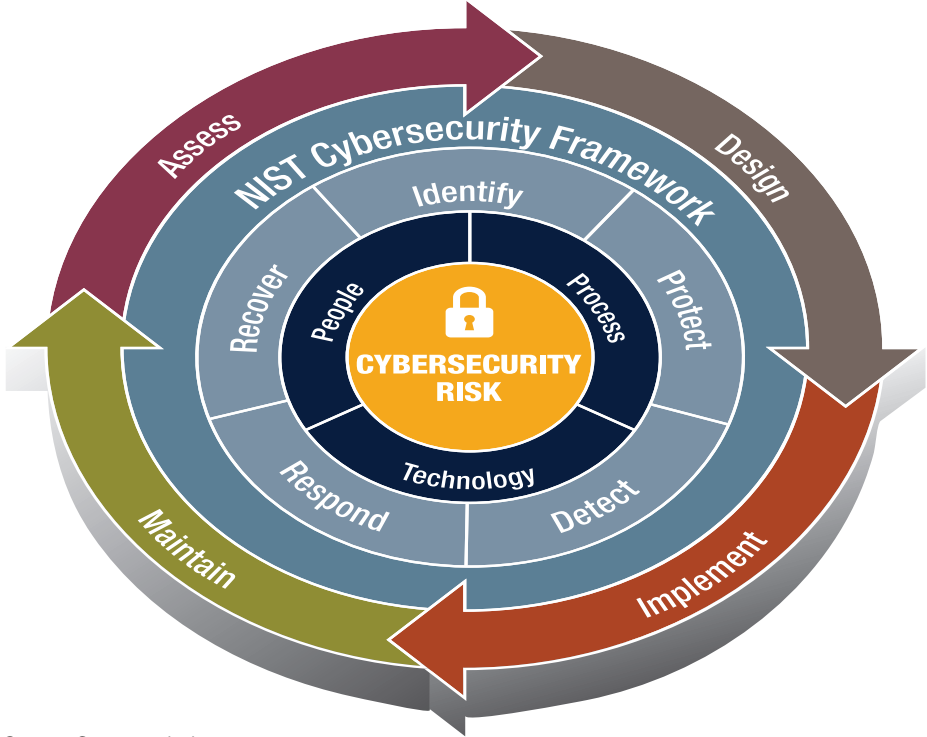 Assess
Design
NIST Cybersecurity Framework
Identify
Recover
Protect
People
Process
CYBERSECURITY
RISK
Technology
Respond
Detect
Maintain
Implement